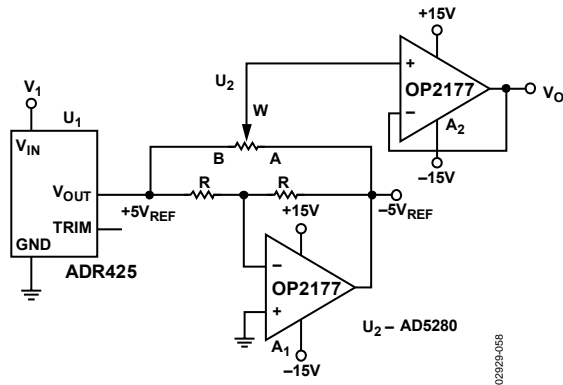 +15V
V1
U1
U2
+
OP2177
VO
W
–
A2
VIN
B
A
–15V
VOUT
R
R
+5VREF
+15V
–5VREF
TRIM
GND
–
OP2177
ADR425
+
U2 – AD5280
A1
–15V
02929-058